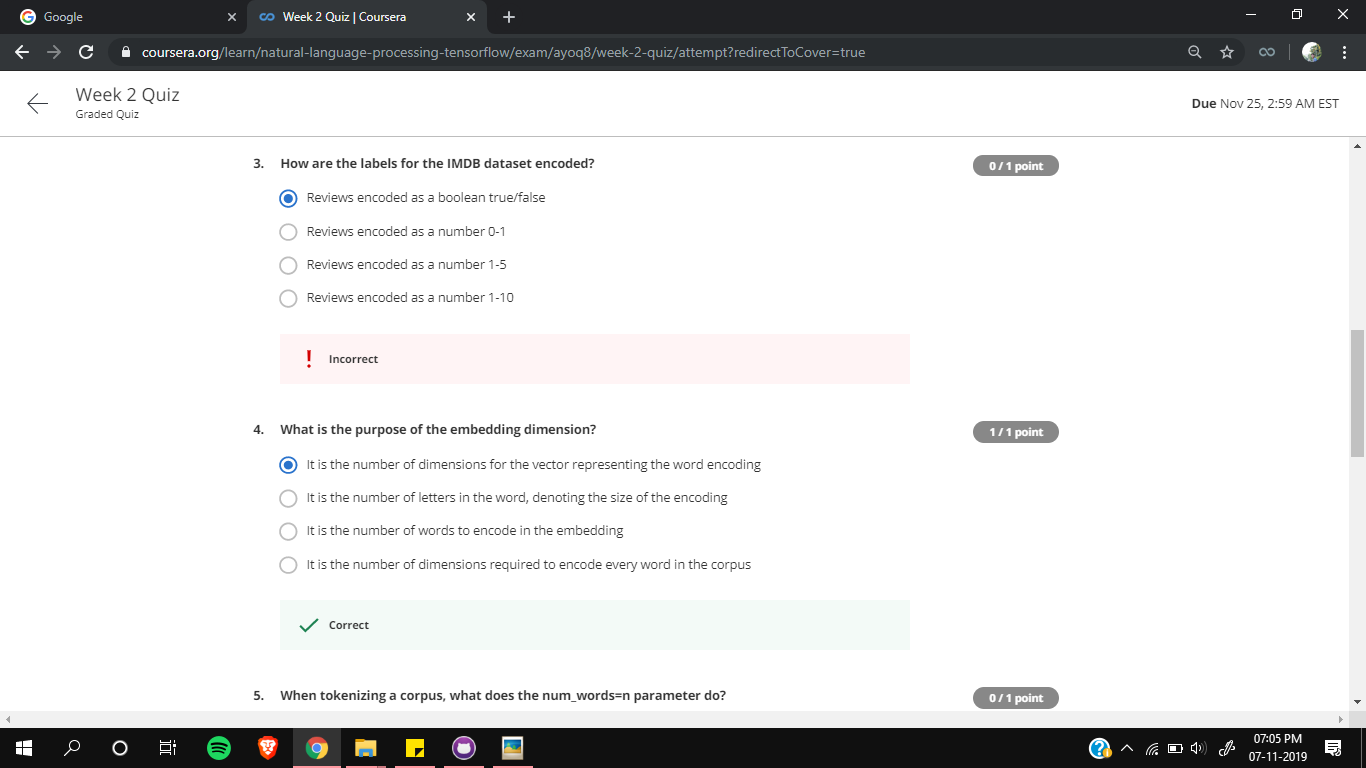 Google
Week 2 Quiz | Coursera
coursera.org/learn/natural-language-processing-tensorflow/exam/ayoq8/week-2-quiz/attempt?redirectToCover=true
Week 2 Quiz
Graded Quiz
Due Nov 25, 2:59 AM EST
3. How are the labels for the IMDB dataset encoded?
0 / 1 point
Reviews encoded as a boolean true/false
Reviews encoded as a number 0-1
Reviews encoded as a number 1-5
Reviews encoded as a number 1-10
Incorrect
4. What is the purpose of the embedding dimension?
1 / 1 point
It is the number of dimensions for the vector representing the word encoding
It is the number of letters in the word, denoting the size of the encoding
It is the number of words to encode in the embedding
It is the number of dimensions required to encode every word in the corpus
Correct
5. When tokenizing a corpus, what does the num_words=n parameter do?
0 / 1 point
07:05 PM
07-11-2019